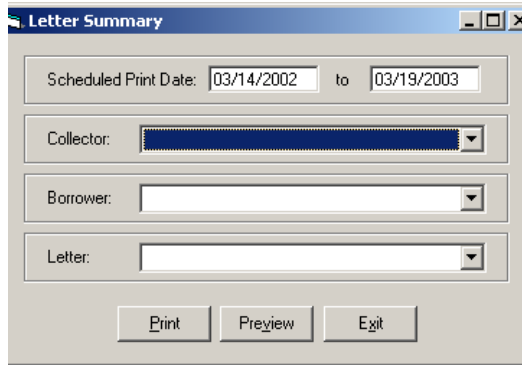 Letter Summary
Scheduled Print Date: 03/14/2002 to 03/19/2003
Collector:
Borrower:
Letter:
Print Preview Exit